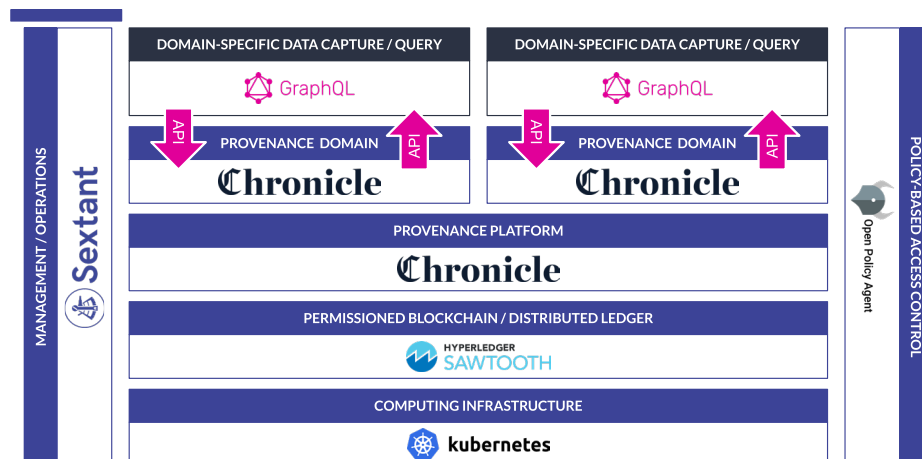 DOMAIN-SPECIFIC DATA CAPTURE / QUERY
GraphQL
DOMAIN-SPECIFIC DATA CAPTURE / QUERY
GraphQL
API
API
API
API
PROVENANCE DOMAIN
Chronicle
PROVENANCE DOMAIN
Chronicle
PROVENANCE PLATFORM
Chronicle
PERMISSIONED BLOCKCHAIN / DISTRIBUTED LEDGER
HYPERLEDGER
SAWTOOTH
COMPUTING INFRASTRUCTURE
kubernetes
MANAGEMENT / OPERATIONS
Sextant
Open Policy Agent
POLICY-BASED ACCESS CONTROL